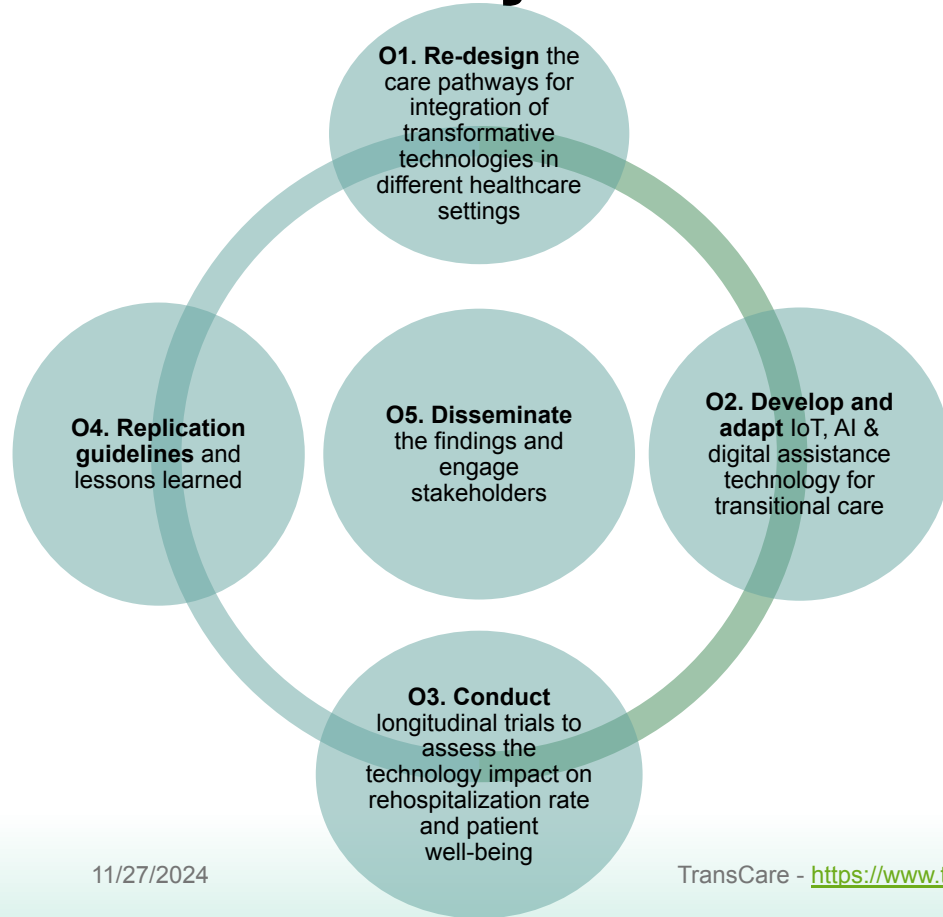 O1. Re-design the
care pathways for
integration of
transformative
technologies in
different healthcare
settings
O4. Replication
guidelines and
lessons learned
O5. Disseminate
the findings and
engage
stakeholders
O2. Develop and
adapt IoT, AI &
digital assistance
technology for
transitional care
O3. Conduct
longitudinal trials to
assess the
technology impact on
rehospitalization rate
and patient
well-being
11/27/2024
TransCare - https://www.t